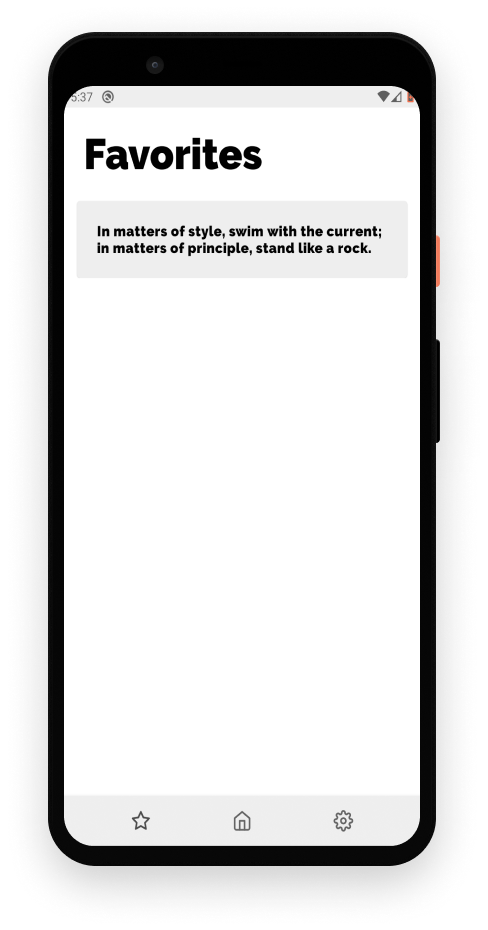 5:37
Favorites
In matters of style, swim with the current;
in matters of principle, stand like a rock.